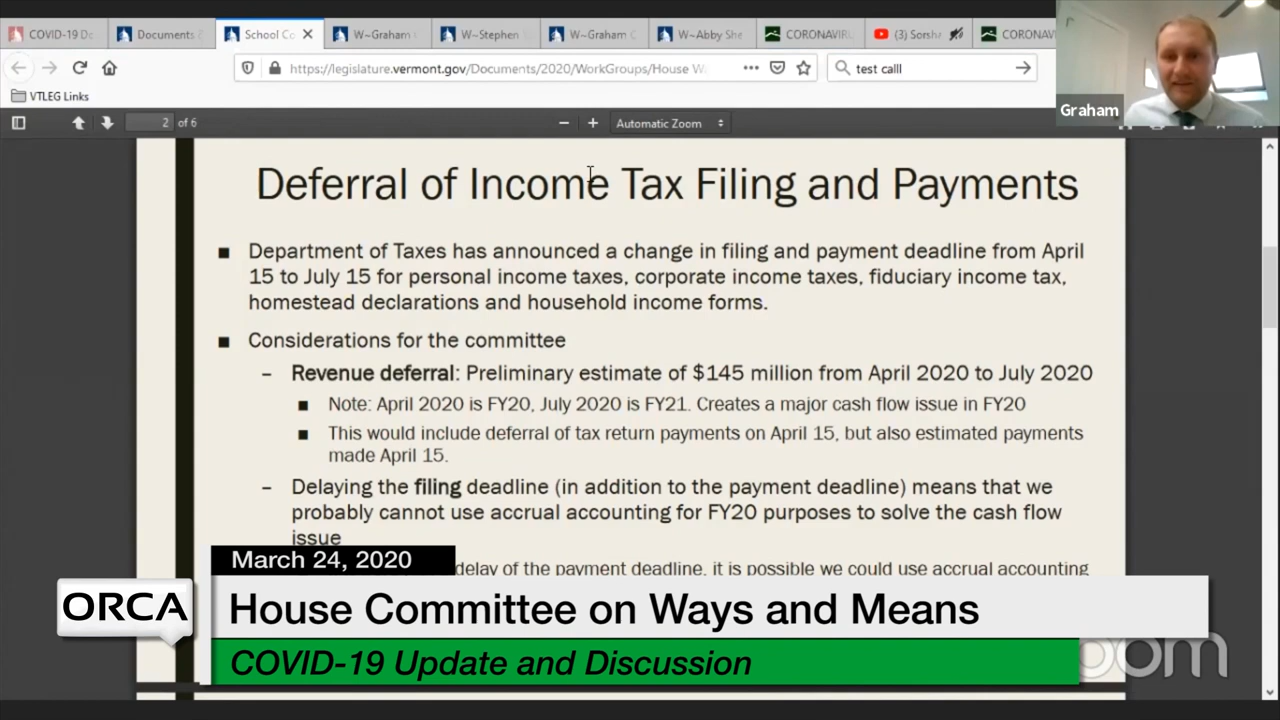 COVID-19 Do
Documents &
School Co
W~Graham
W~Stephen
W~Graham C
W~Abby She
CORONAVIRU
(3) Sorsha
CORONAV
https://legislature.vermont.gov/Documents/2020/WorkGroups/House W
test calll
VTLEG Links
Graham
2 of 6
Automatic Zoom
Deferral of Income Tax Filing and Payments
■ Department of Taxes has announced a change in filing and payment deadline from April
15 to July 15 for personal income taxes, corporate income taxes, fiduciary income tax,
homestead declarations and household income forms.
■ Considerations for the committee
– Revenue deferral: Preliminary estimate of $145 million from April 2020 to July 2020
■ Note: April 2020 is FY20, July 2020 is FY21. Creates a major cash flow issue in FY20
■ This would include deferral of tax return payments on April 15, but also estimated payments
made April 15.
– Delaying the filing deadline (in addition to the payment deadline) means that we
probably cannot use accrual accounting for FY20 purposes to solve the cash flow
issue
delay of the payment deadline, it is possible we could use accrual accounting
March 24, 2020
ORCA
House Committee on Ways and Means
COVID-19 Update and Discussion
oom